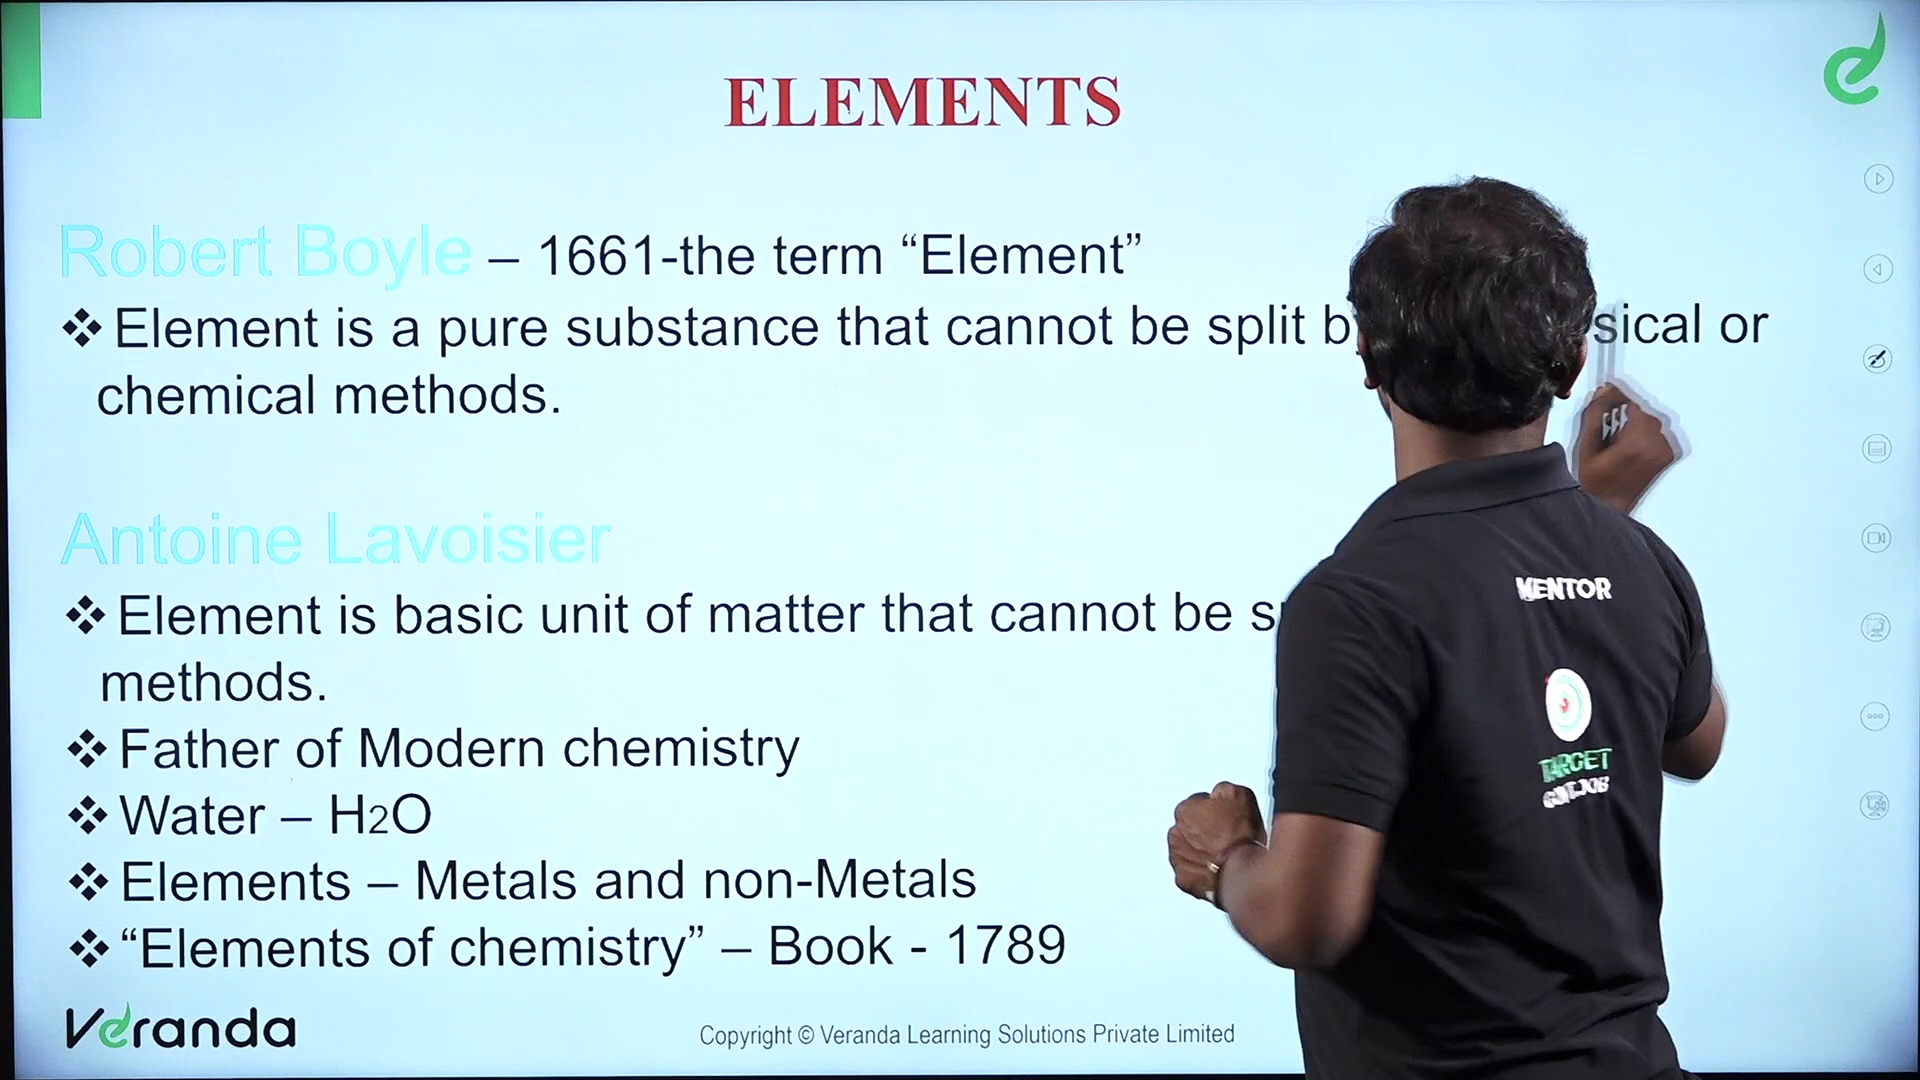 ELEMENTS
Robert Boyle – 1661-the term “Element”
❖ Element is a pure substance that cannot be split sical or
chemical methods.
Antoine Lavoisier
❖ Element is basic unit of matter that cannot be
methods.
❖ Father of Modern chemistry
❖ Water – H2O
❖ Elements – Metals and non-Metals
❖ “Elements of chemistry” – Book - 1789
MENTOR
TARGET
Veranda
Copyright © Veranda Learning Solutions Private Limited